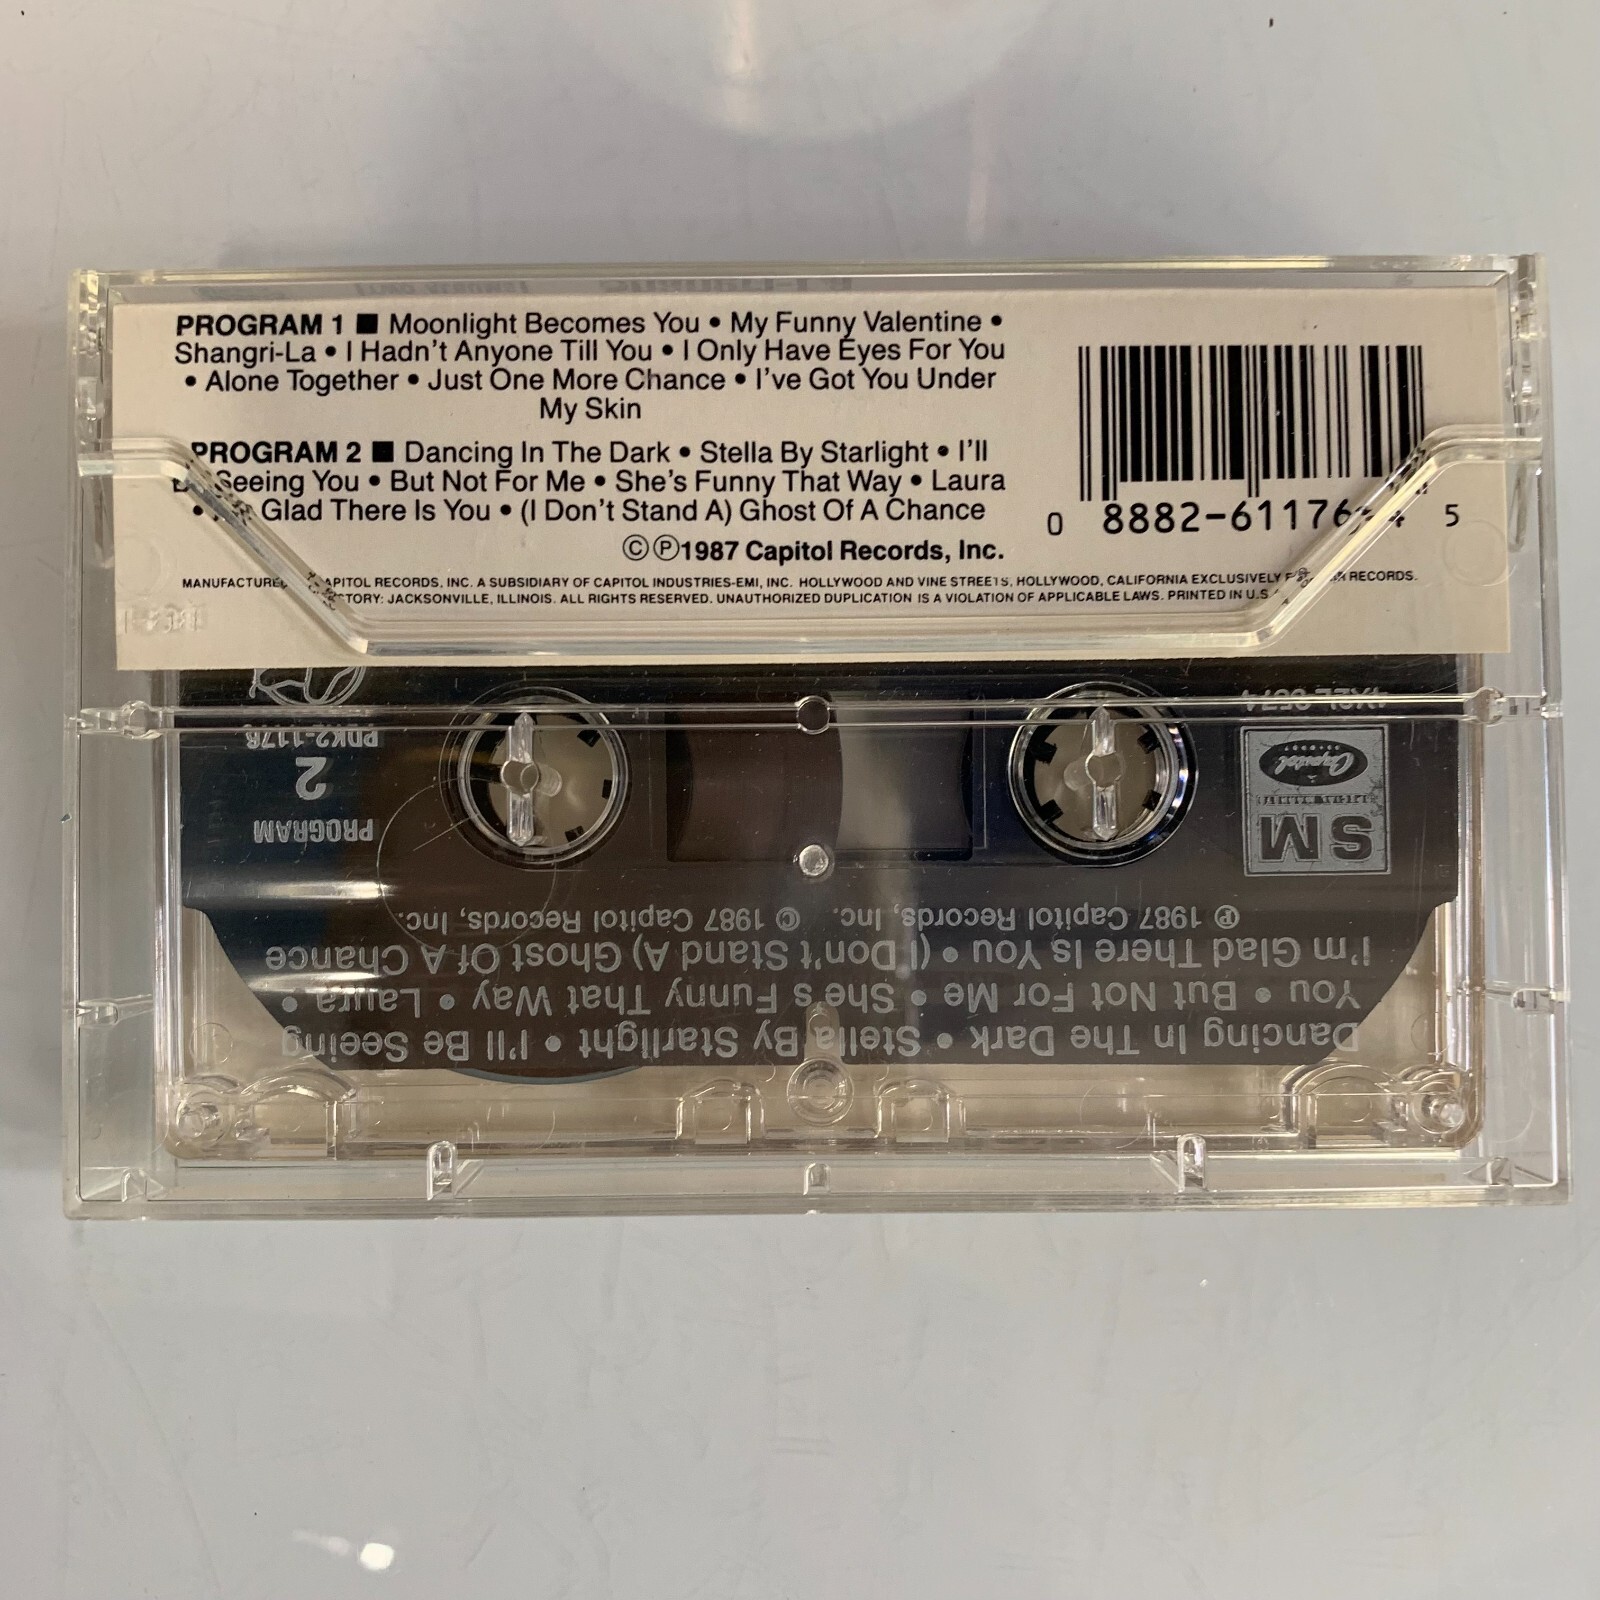 PROGRAM 1 ■ Moonlight Becomes You • My Funny Valentine •
Shangri-La • I Hadn't Anyone Till You • I Only Have Eyes For You
• Alone Together • Just One More Chance • I've Got You Under
My Skin
PROGRAM 2 ■ Dancing In The Dark • Stella By Starlight • I'll
Seeing You • But Not For Me • She's Funny That Way • Laura
• Glad There Is You • (I Don't Stand A) Ghost Of A Chance
©℗1987 Capitol Records, Inc.
0 8882-61176-4 5
MANUFACTURED CAPITOL RECORDS, INC. A SUBSIDIARY OF CAPITOL INDUSTRIES-EMI, INC. HOLLYWOOD AND VINE STREETS, HOLLYWOOD, CALIFORNIA EXCLUSIVELY RECORDS.
JACKSONVILLE, ILLINOIS. ALL RIGHTS RESERVED. UNAUTHORIZED DUPLICATION IS A VIOLATION OF APPLICABLE LAWS. PRINTED IN U.S.A.
Dancing In The Dark • Stella By Starlight • I'll Be Seeing
You • But Not For Me • She's Funny That Way • Laura •
I'm Glad There Is You • (I Don't Stand A) Ghost Of A Chance
℗ 1987 Capitol Records, Inc. © 1987 Capitol Records, Inc.
SM
Capitol
PROGRAM
2
PDK2-1176